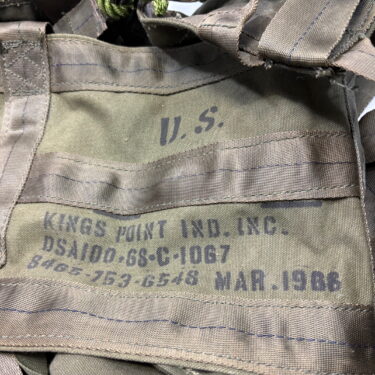 U.S.
KINGS POINT IND. INC.
DSA100-68-C-1067
8465-753-6548 MAR. 1968